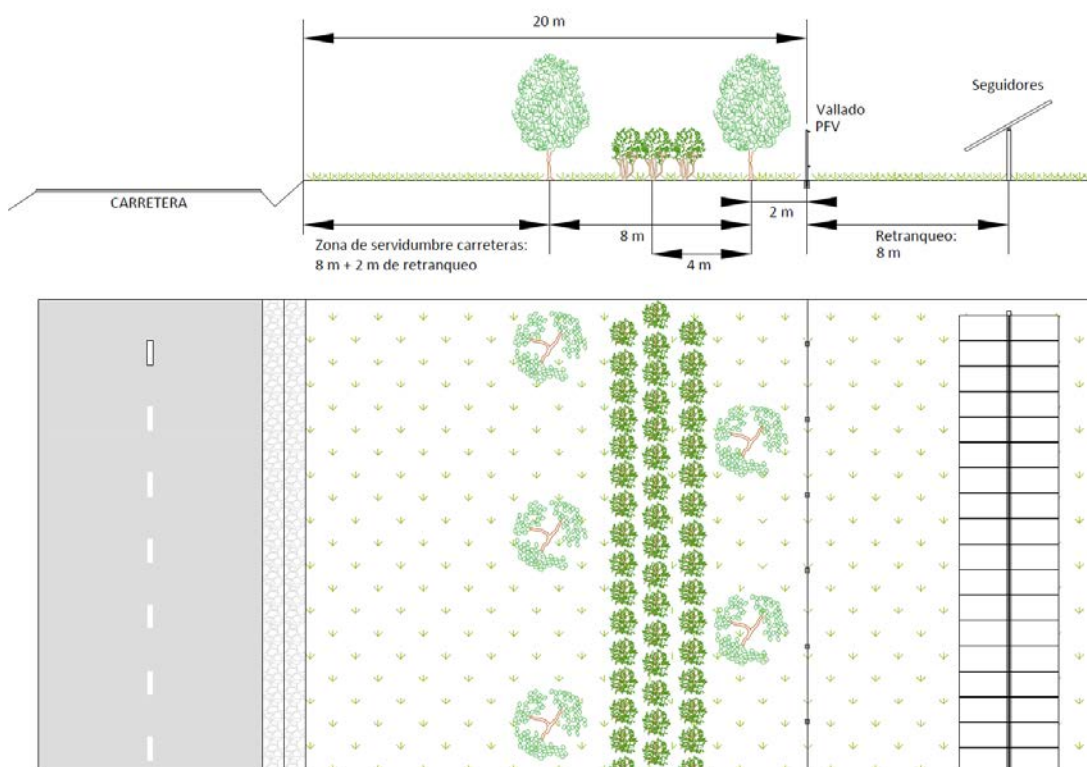 20 m
Seguidores
Vallado
PFV
CARRETERA
2 m
Zona de servidumbre carreteras:
8 m + 2 m de retranqueo
8 m
4 m
Retranqueo:
8 m